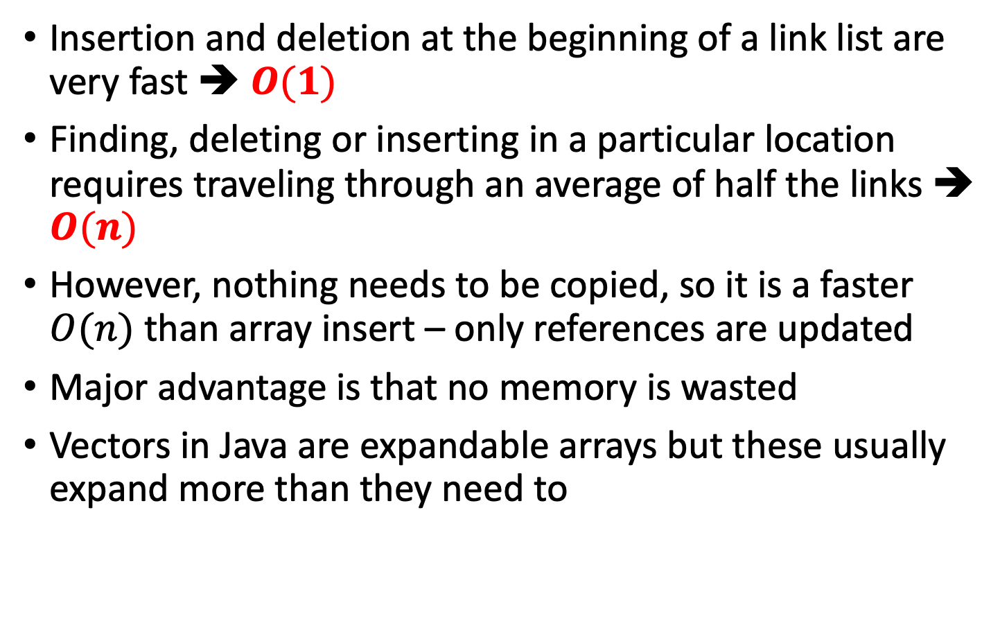 • Insertion and deletion at the beginning of a link list are
very fast ➔ O(1)
• Finding, deleting or inserting in a particular location
requires traveling through an average of half the links ➔
O(n)
• However, nothing needs to be copied, so it is a faster
O(n) than array insert – only references are updated
• Major advantage is that no memory is wasted
• Vectors in Java are expandable arrays but these usually
expand more than they need to